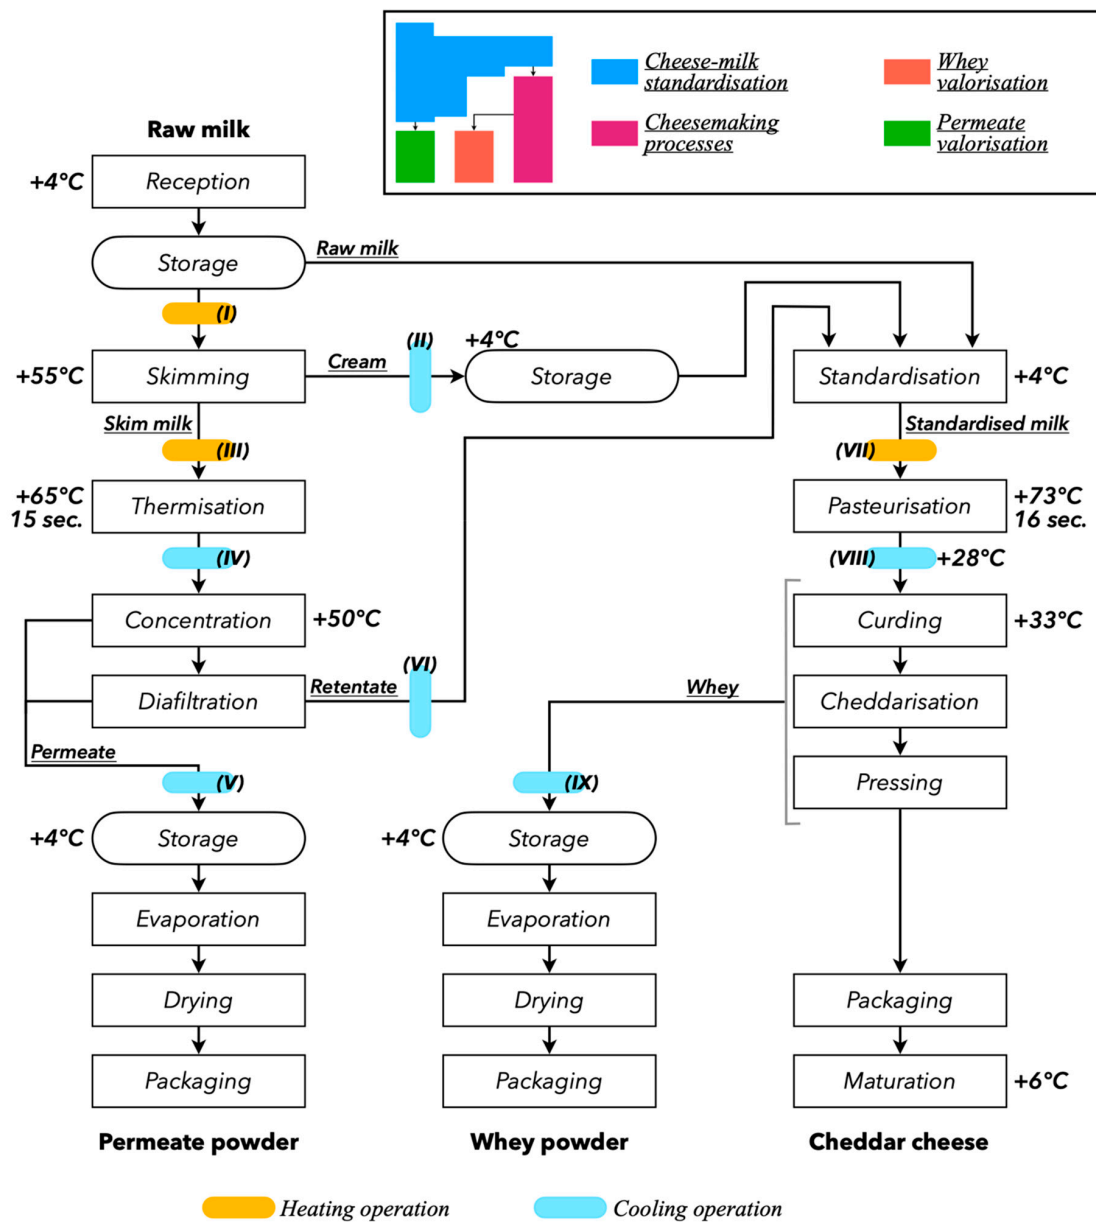 Cheese-milk
standardisation
Whey
valorisation
Cheesemaking
processes
Permeate
valorisation
Raw milk
+4°C
Reception
Storage
Raw milk
(I)
+55°C
Skimming
Cream
(II)
+4°C
Storage
Standardisation
+4°C
Skim milk
(III)
Standardised milk
(VII)
+65°C
15 sec.
Thermisation
Pasteurisation
+73°C
16 sec.
(IV)
(VIII)
+28°C
Concentration
+50°C
Curding
+33°C
Diafiltration
Retentate
(VI)
Whey
Cheddarisation
Permeate
(V)
(IX)
Pressing
+4°C
Storage
+4°C
Storage
Evaporation
Evaporation
Drying
Drying
Packaging
Packaging
Packaging
Maturation
+6°C
Permeate powder
Whey powder
Cheddar cheese
Heating operation
Cooling operation